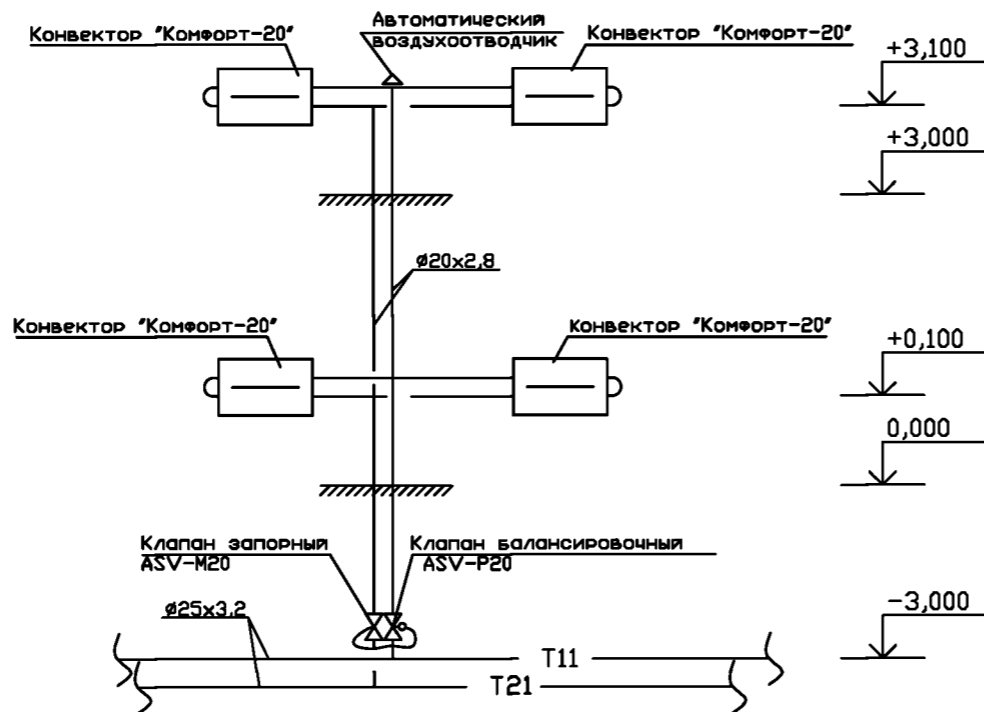 Автоматический
воздухоотводчик
Конвектор "Комфорт-20"
Конвектор "Комфорт-20"
+3,100
+3,000
ø20x2,8
Конвектор "Комфорт-20"
Конвектор "Комфорт-20"
+0,100
0,000
Клапан запорный
ASV-M20
Клапан балансировочный
ASV-P20
ø25x3,2
-3,000
T11
T21